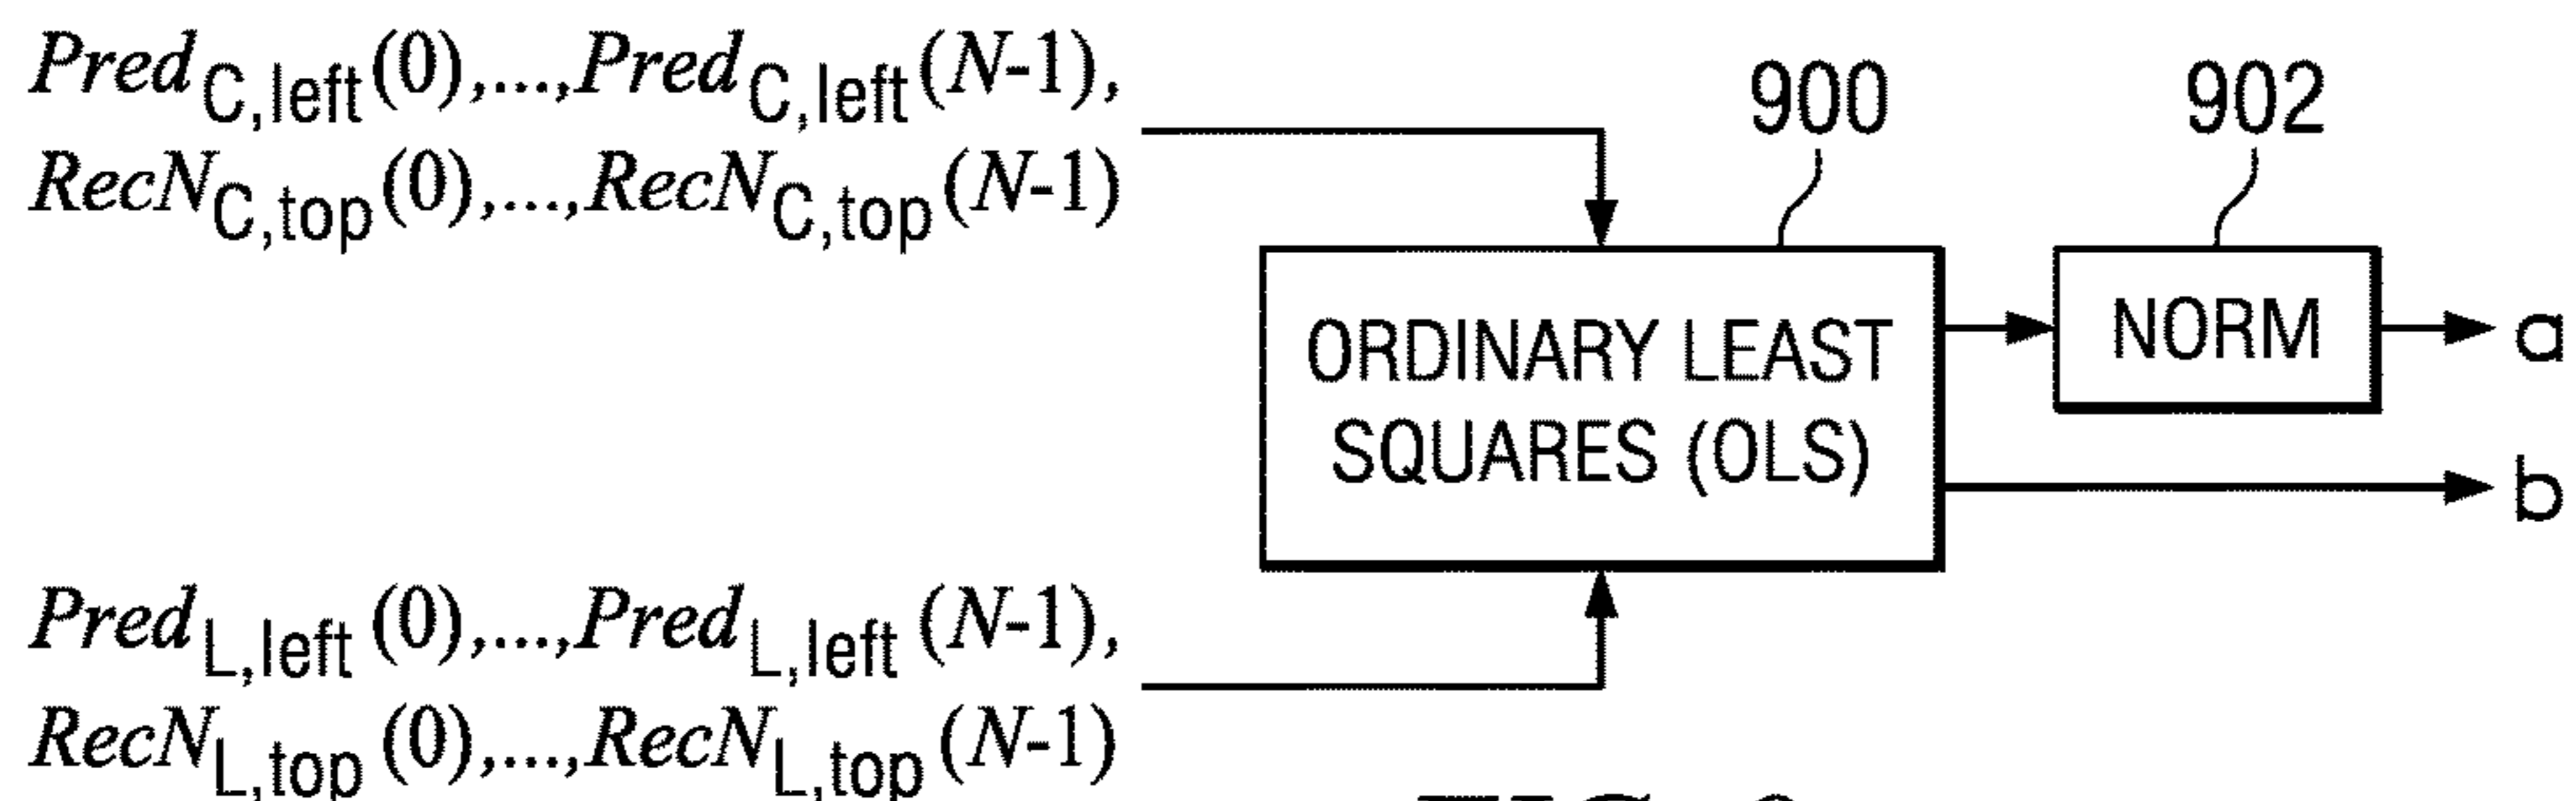 Pred_C,left(0),...,Pred_C,left(N-1),
RecN_C,top(0),...,RecN_C,top(N-1)
900
902
ORDINARY LEAST
SQUARES (OLS)
NORM
a
b
Pred_L,left(0),...,Pred_L,left(N-1),
RecN_L,top(0),...,RecN_L,top(N-1)